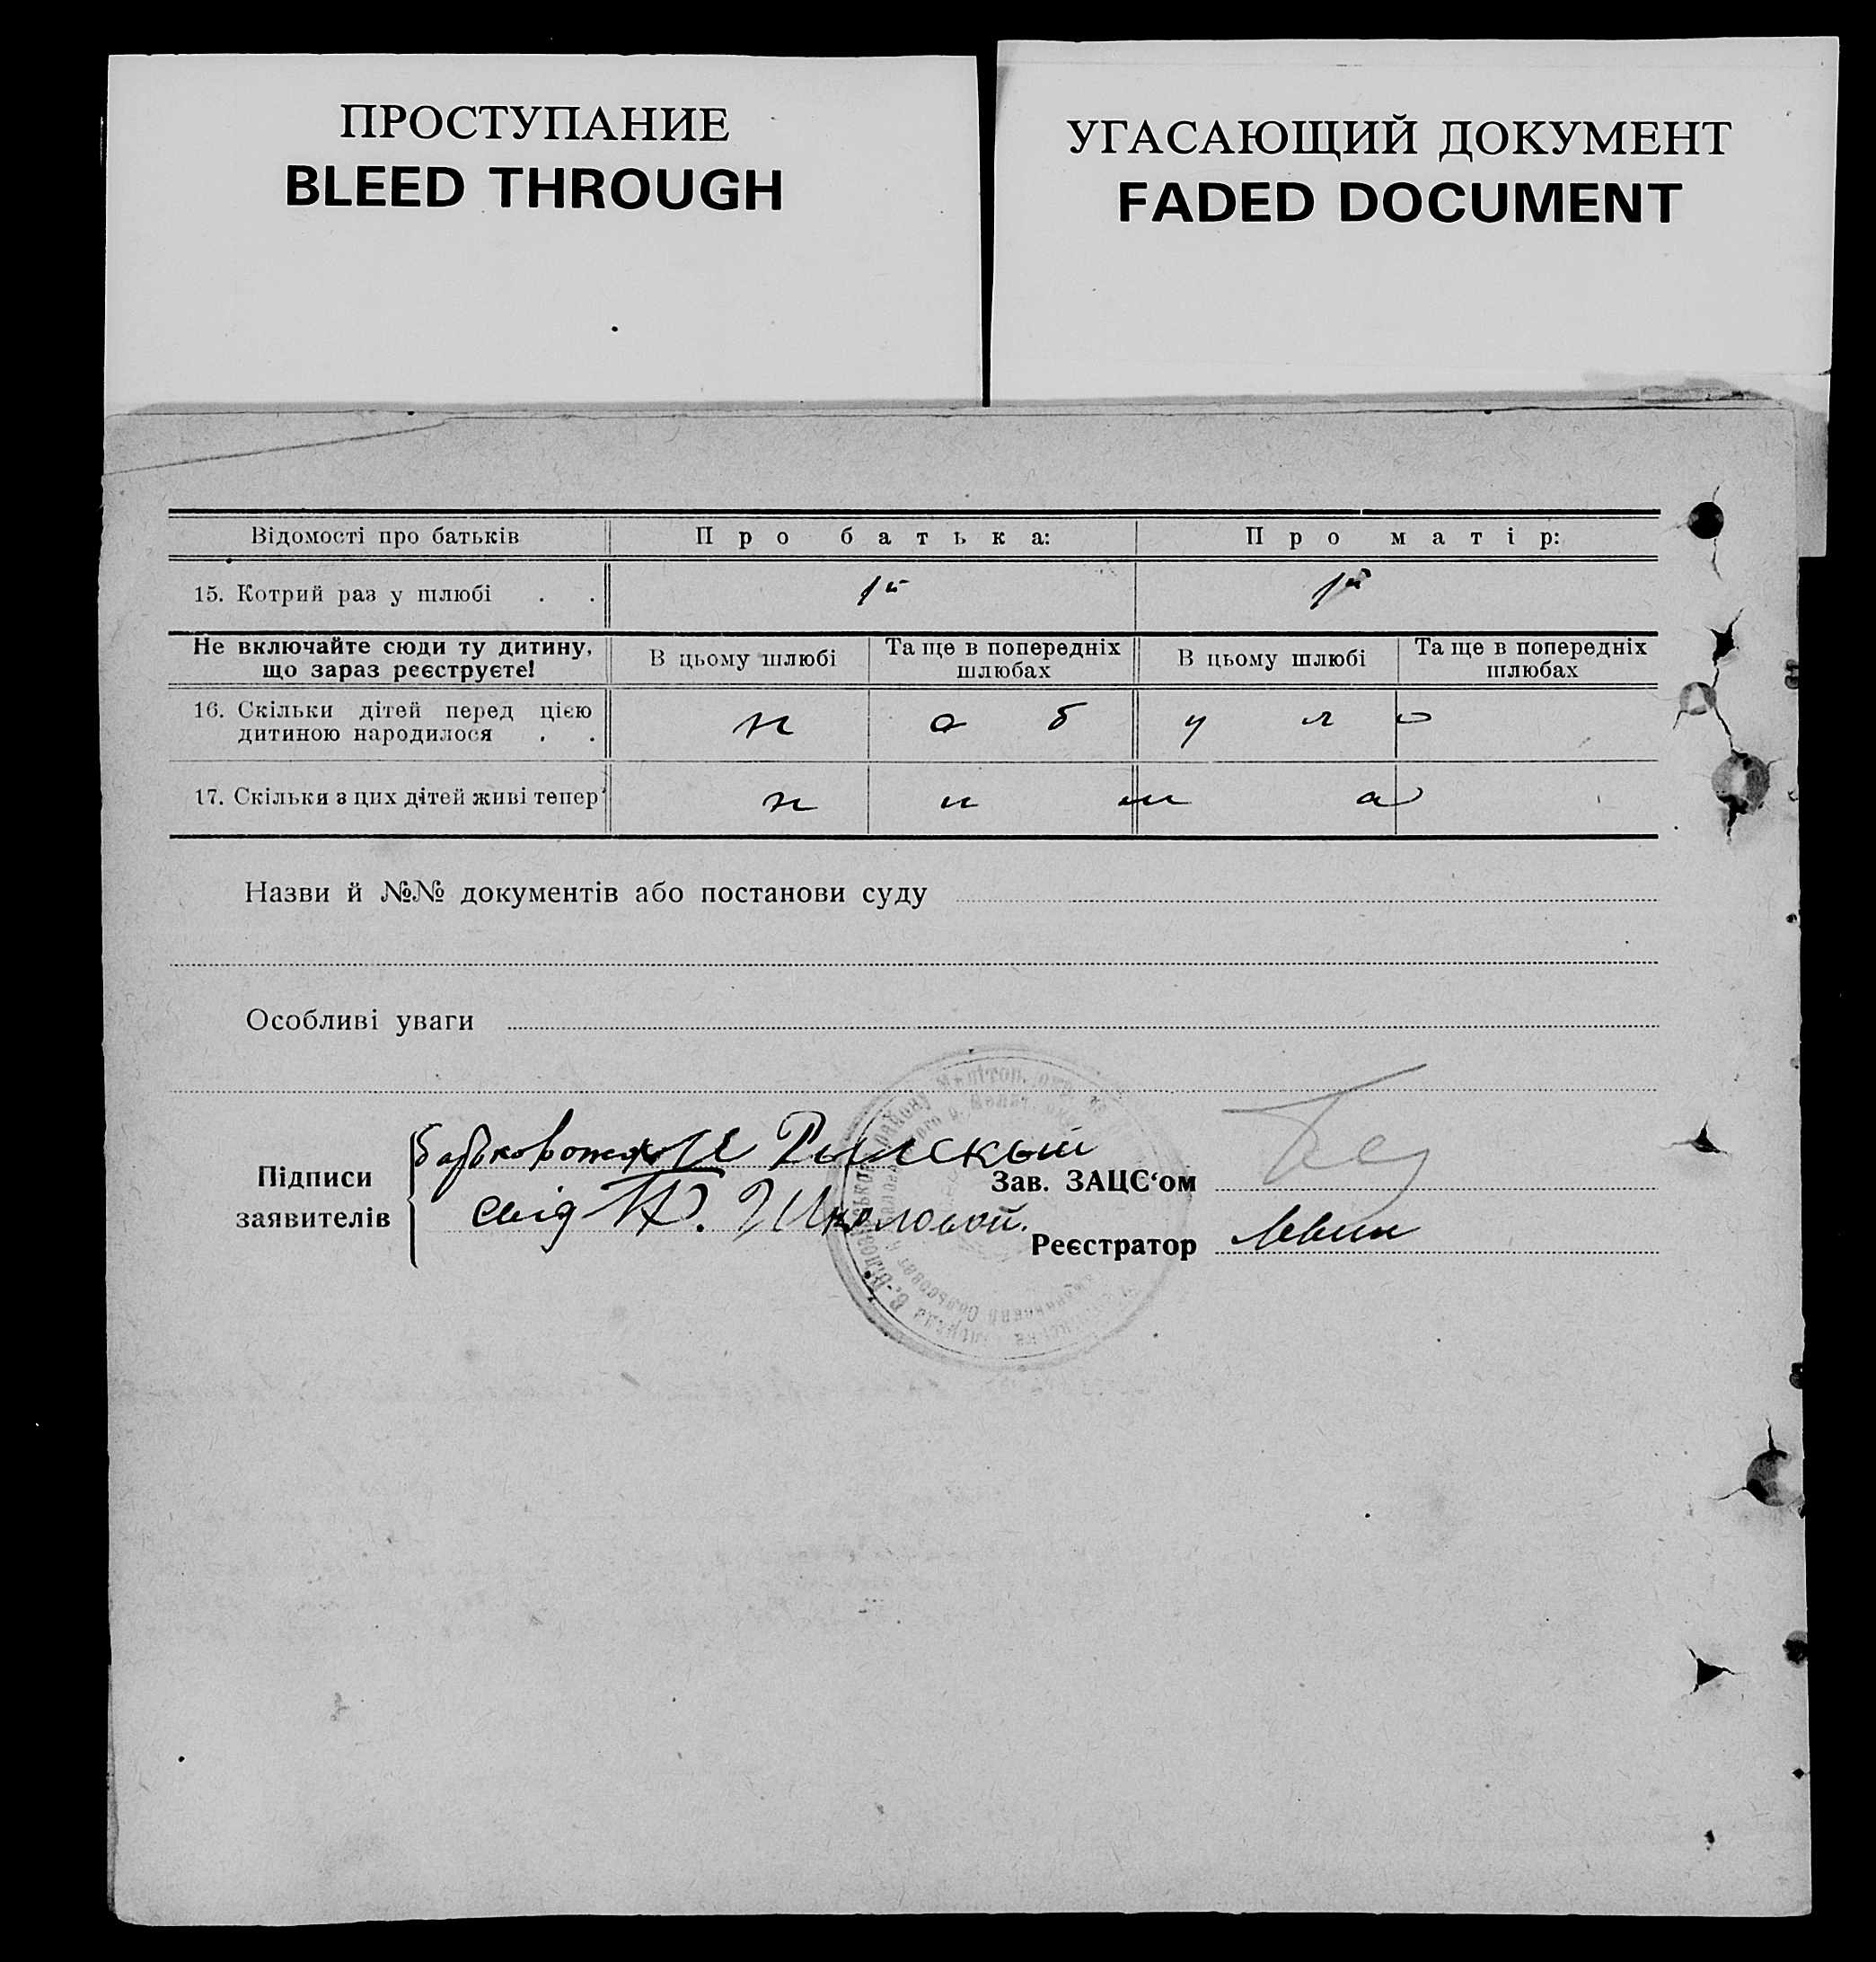 ПРОСТУПАНИЕ
BLEED THROUGH
УГАСАЮЩИЙ ДОКУМЕНТ
FADED DOCUMENT
Відомості про батьків Про батька: Про матір:
15. Котрий раз у шлюбі . . 1й 1й
Не включайте сюди ту дитину,
що зараз реєструєте!
В цьому шлюбі
Та ще в попередніх
шлюбах
В цьому шлюбі
Та ще в попередніх
шлюбах
16. Скільки дітей перед цією
дитиною народилося . .
н о б у л о
17. Скільки з цих дітей живі тепер
н и ш а
Назви й №№ документів або постанови суду
Особливі уваги
Підписи
заявителів
Рымский
свід
Зав. ЗАЦС‘ом
Реєстратор Левин